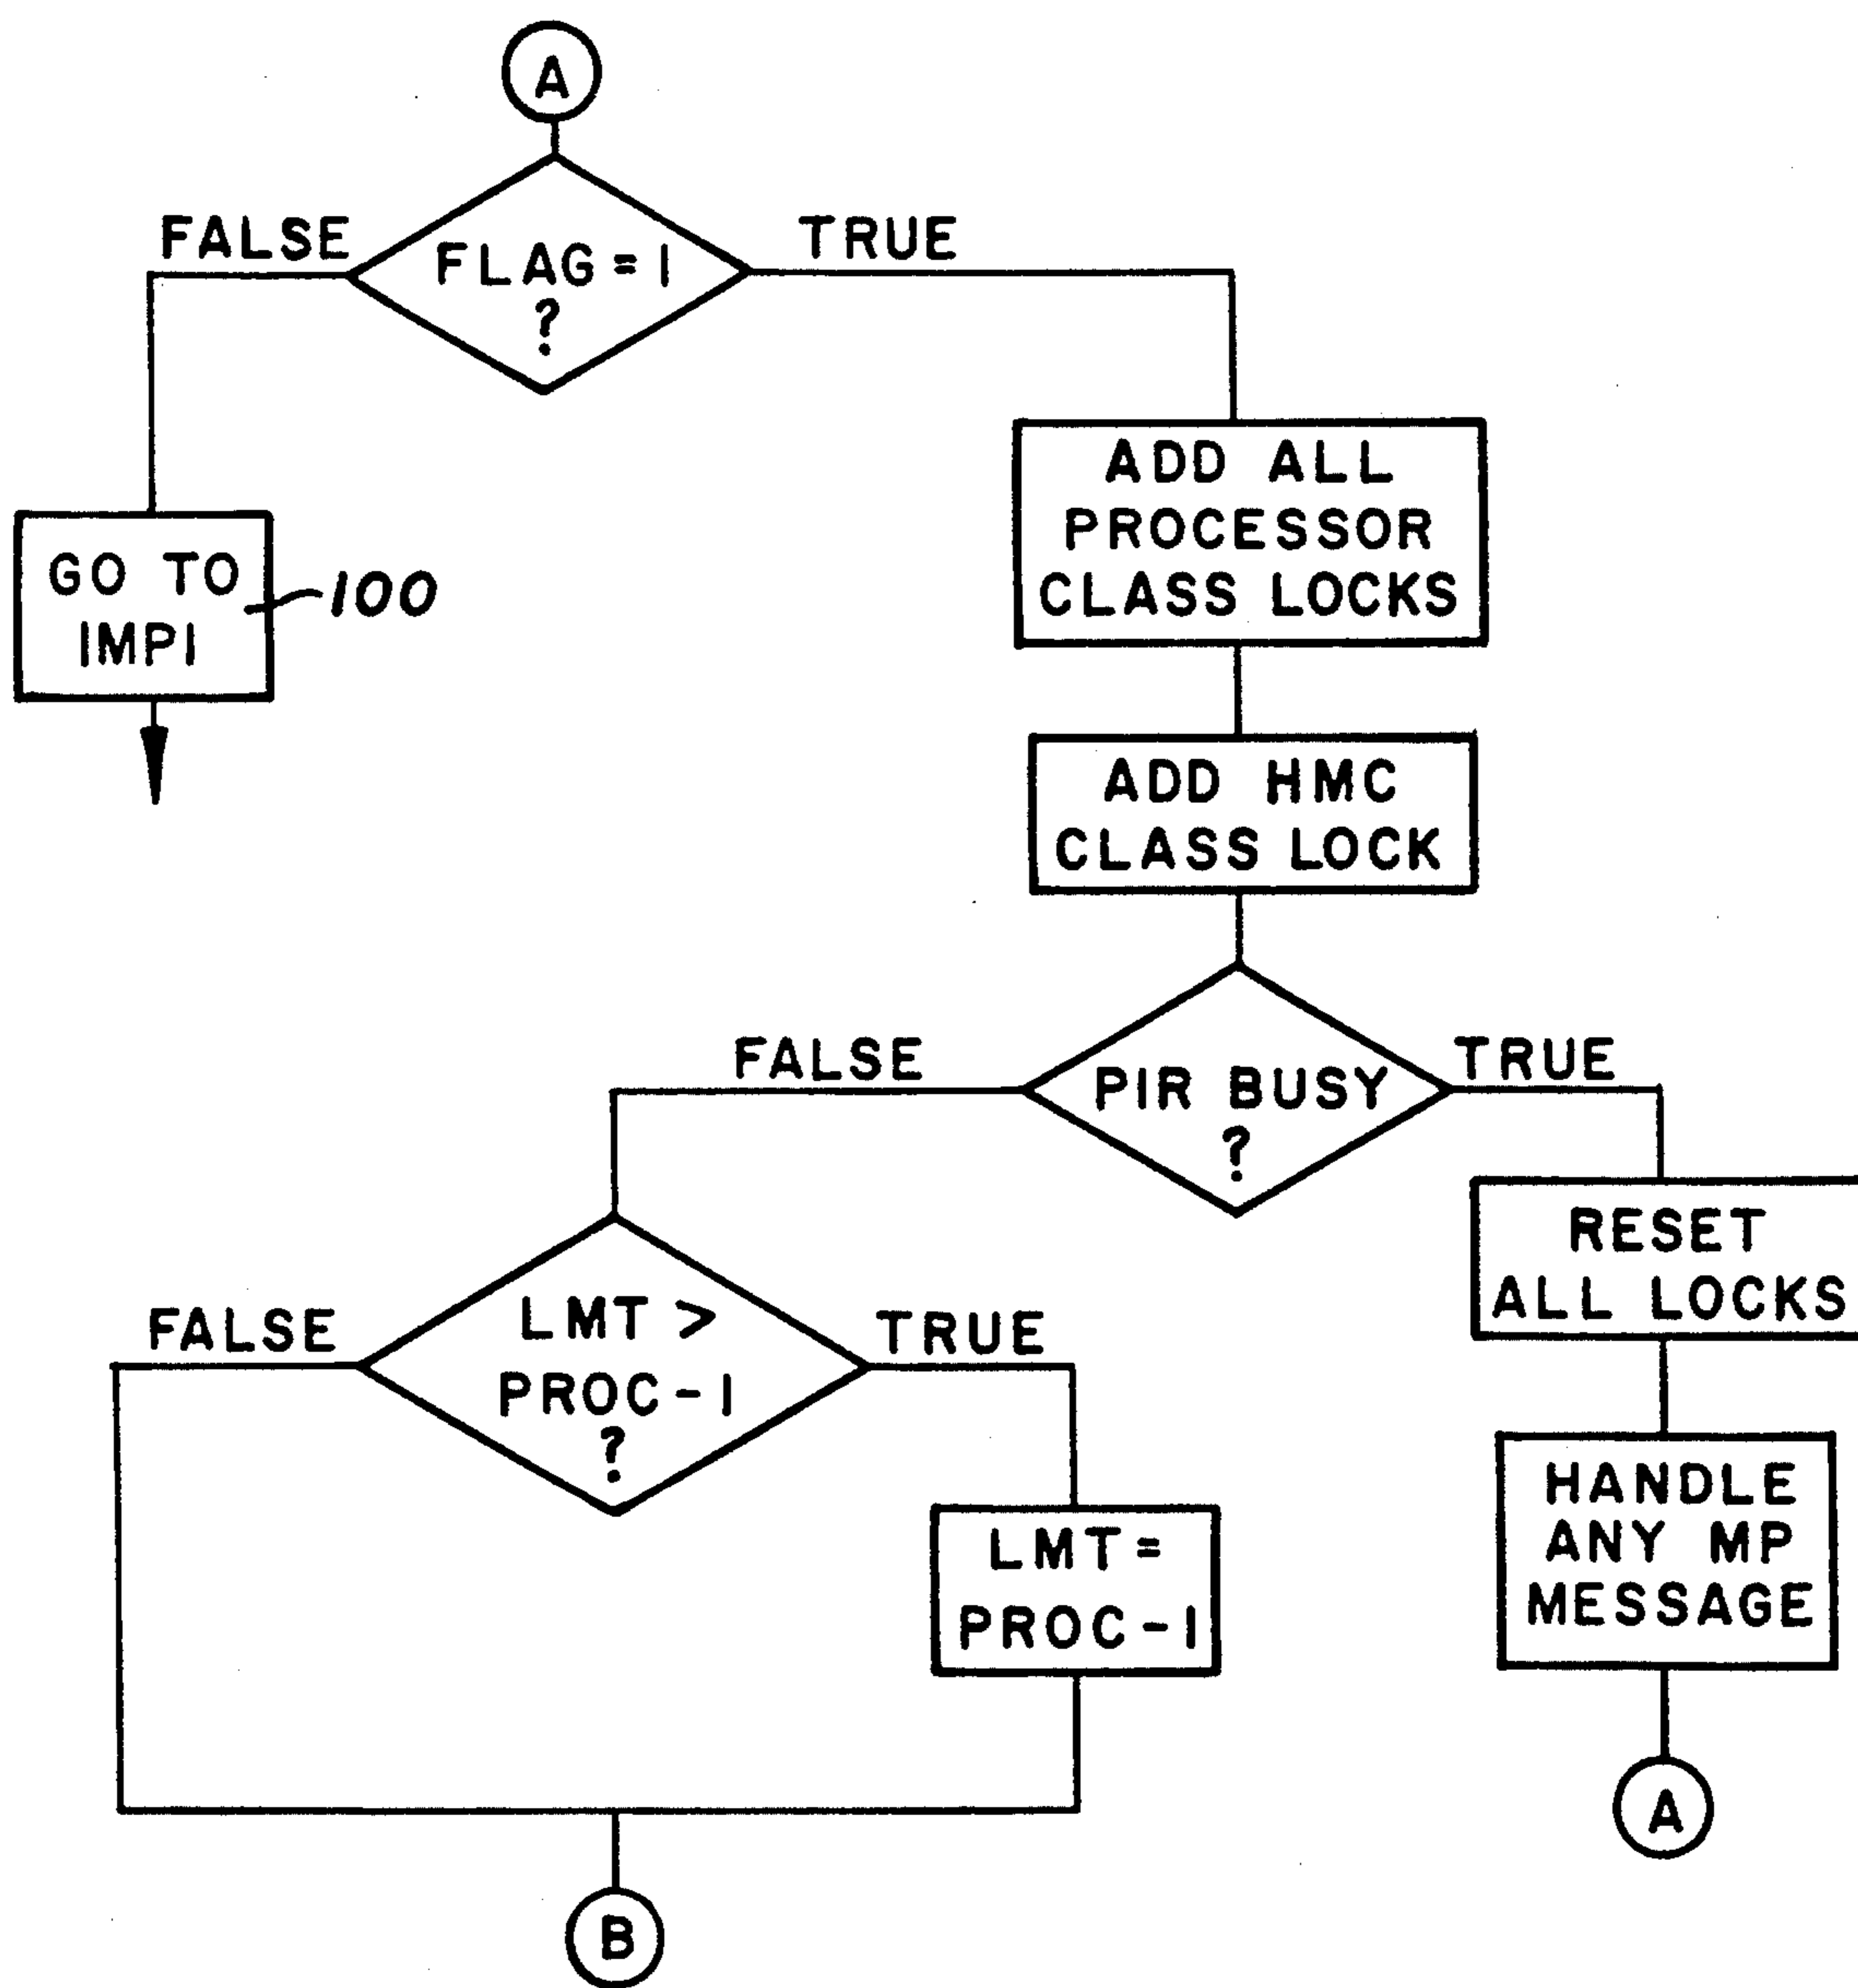 A
FALSE
TRUE
FLAG = 1
?
ADD ALL
PROCESSOR
CLASS LOCKS
GO TO
IMPI
100
ADD HMC
CLASS LOCK
FALSE
TRUE
PIR BUSY
?
RESET
ALL LOCKS
FALSE
TRUE
LMT >
PROC - 1
?
HANDLE
ANY MP
MESSAGE
LMT =
PROC - 1
A
B